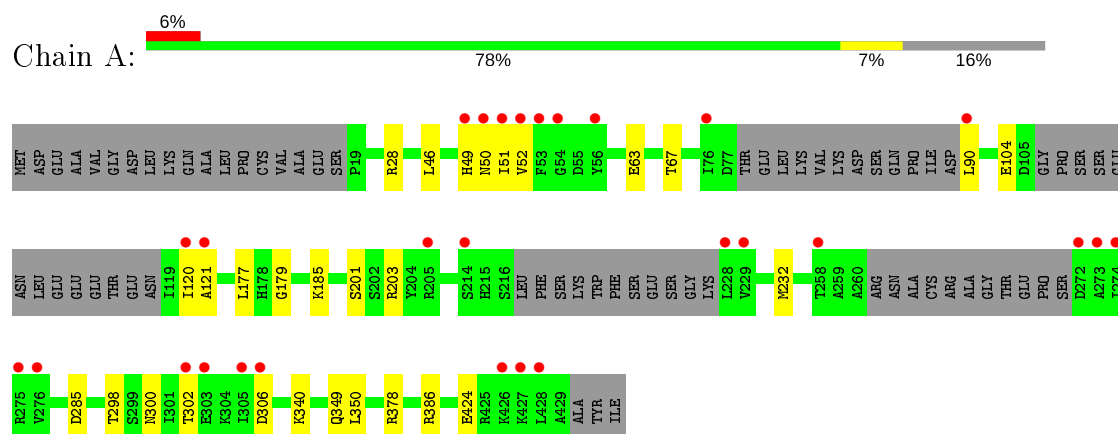 6%
Chain A:
78% 7% 16%
MET ASP GLU ALA VAL GLY ASP LEU LYS GLN ALA LEU PRO CYS VAL ALA GLU SER P19 R28 L46 H49 N50 I51 V52 F53 G54 D55 Y56 E63 T67 I76 D77 THR GLU LEU LYS VAL LYS ASP SER GLN PRO ILE ASP L90 E104 D105 GLY PRO SER SER GLU
ASN LEU GLU GLU GLU THR GLU ASN I119 I120 A121 L177 H178 G179 K185 S201 S202 R203 Y204 R205 S214 H215 S216 LEU PHE SER LYS TRP PHE SER GLU SER GLY LYS L228 V229 M232 T258 A259 A260 ARG ASN ALA CYS ARG ALA GLY THR GLU PRO SER D272 A273 I274
R275 V276 D285 T298 S299 N300 I301 T302 E303 K304 I305 D306 K340 Q349 L350 R378 R386 E424 R425 K426 K427 L428 A429 ALA TYR ILE